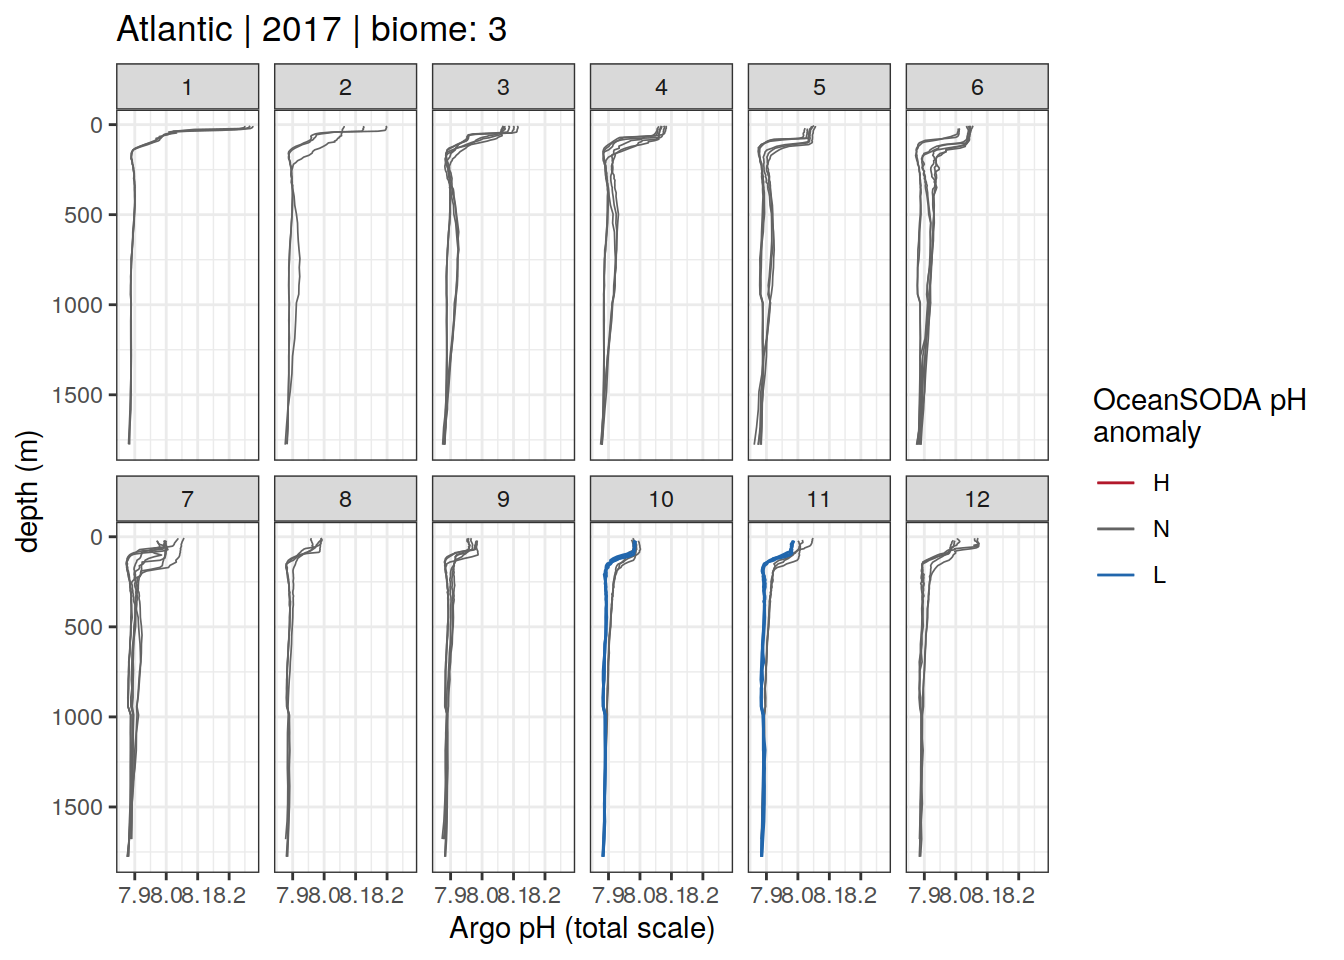 Atlantic | 2017 | biome: 3
1 2 3 4 5 6
0
500
1000
1500
7 8 9 10 11 12
0
500
1000
1500
7.98.08.18.2 7.98.08.18.2 7.98.08.18.2 7.98.08.18.2 7.98.08.18.2 7.98.08.18.2
Argo pH (total scale)
depth (m)
OceanSODA pH
anomaly
H
N
L